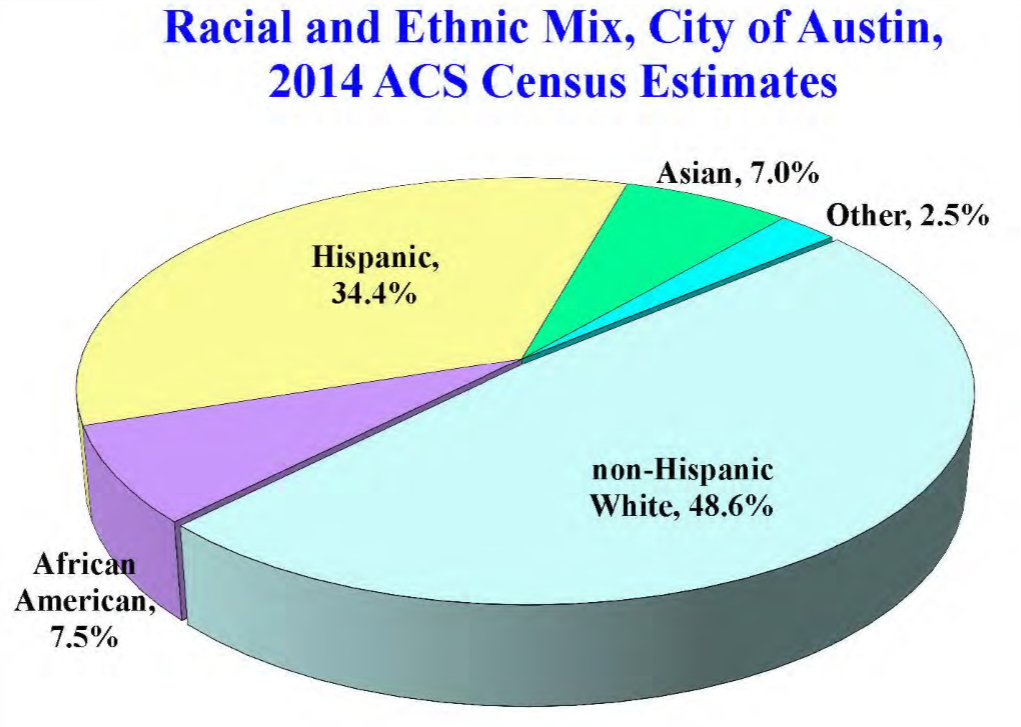 Racial and Ethnic Mix, City of Austin,
2014 ACS Census Estimates
Asian, 7.0%
Other, 2.5%
Hispanic,
34.4%
non-Hispanic
White, 48.6%
African
American,
7.5%